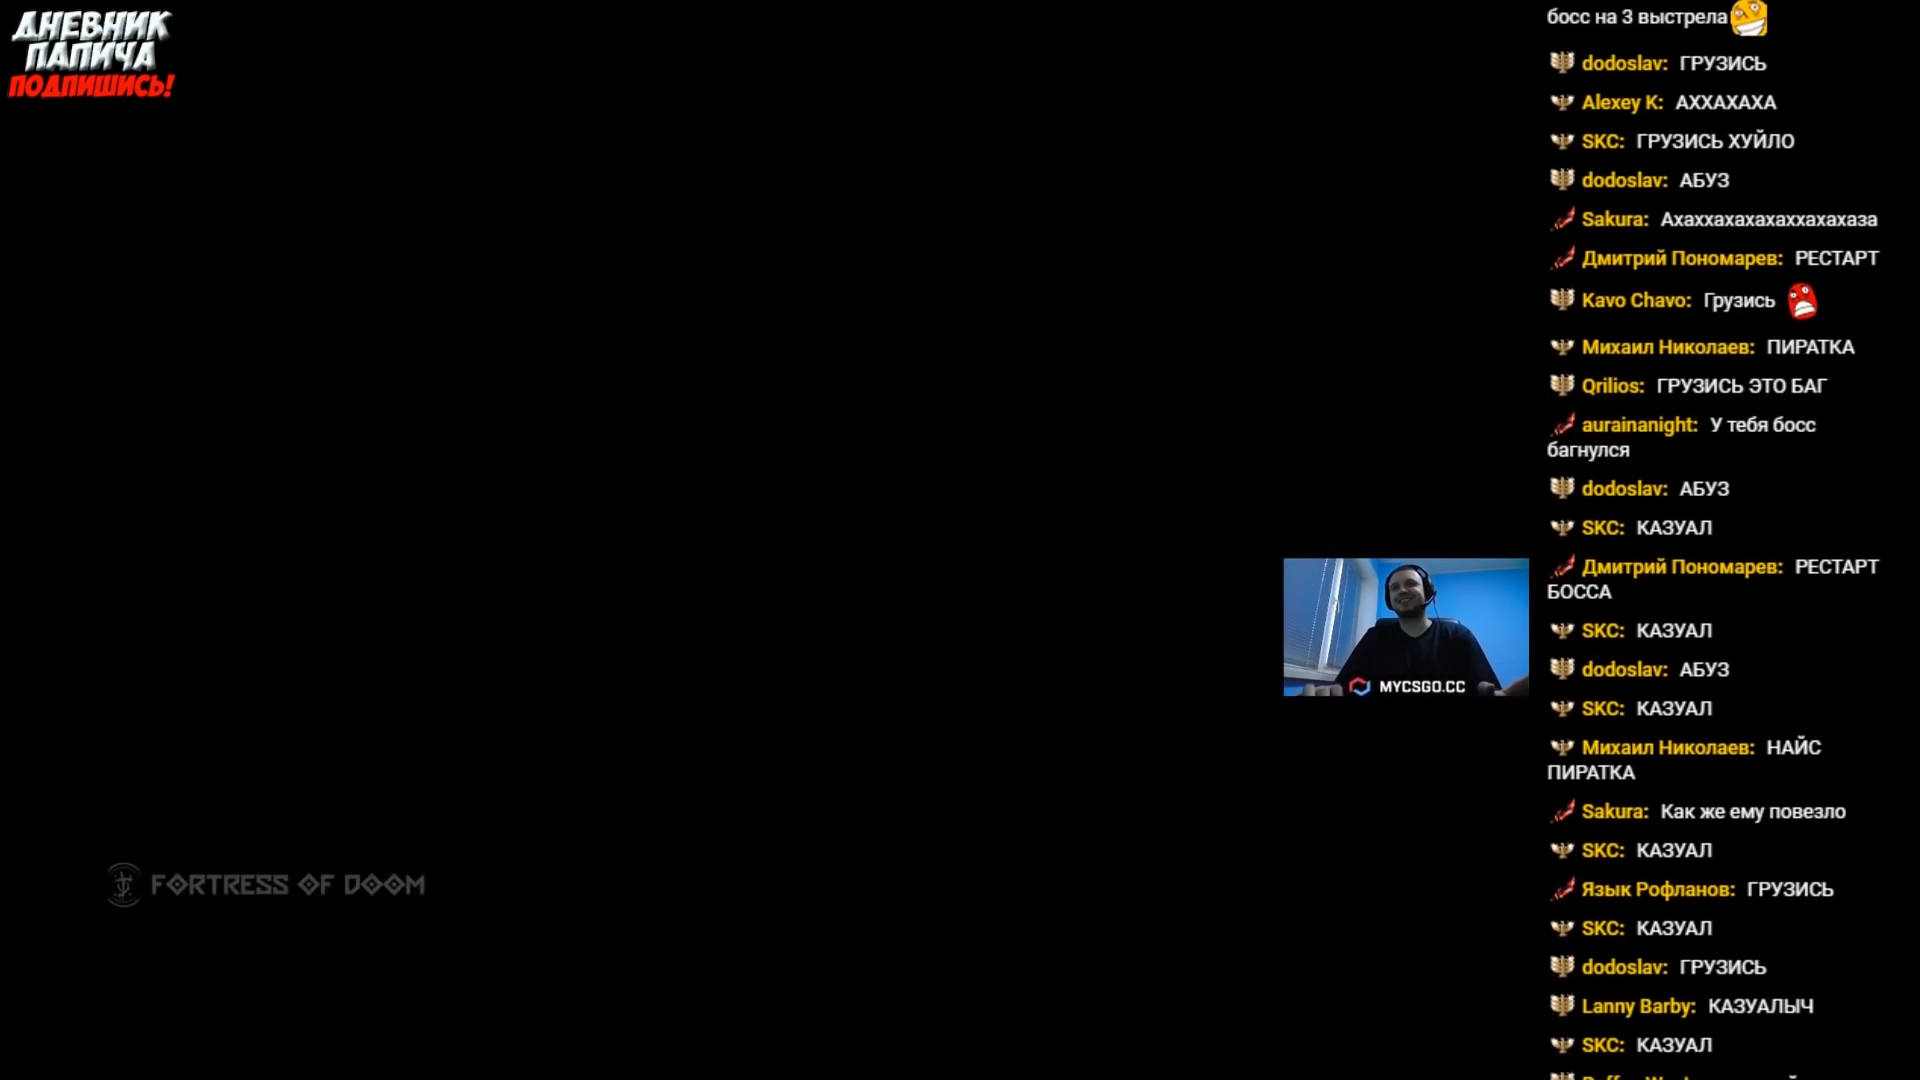 ДНЕВНИК
ПАПИЧА
ПОДПИШИСЬ!
босс на 3 выстрела
dodoslav: ГРУЗИСЬ
Alexey K: АХХАХАХА
SKC: ГРУЗИСЬ ХУЙЛО
dodoslav: АБУЗ
Sakura: Ахаххахахахаххахахаза
Дмитрий Пономарев: РЕСТАРТ
Kavo Chavo: Грузись
Михаил Николаев: ПИРАТКА
Qrilios: ГРУЗИСЬ ЭТО БАГ
aurainanight: У тебя босс
багнулся
dodoslav: АБУЗ
SKC: КАЗУАЛ
Дмитрий Пономарев: РЕСТАРТ
БОССА
SKC: КАЗУАЛ
dodoslav: АБУЗ
SKC: КАЗУАЛ
Михаил Николаев: НАЙС
ПИРАТКА
Sakura: Как же ему повезло
SKC: КАЗУАЛ
Язык Рофланов: ГРУЗИСЬ
SKC: КАЗУАЛ
dodoslav: ГРУЗИСЬ
Lanny Barby: КАЗУАЛЫЧ
SKC: КАЗУАЛ
MYCSGO.CC
FORTRESS OF DOOM